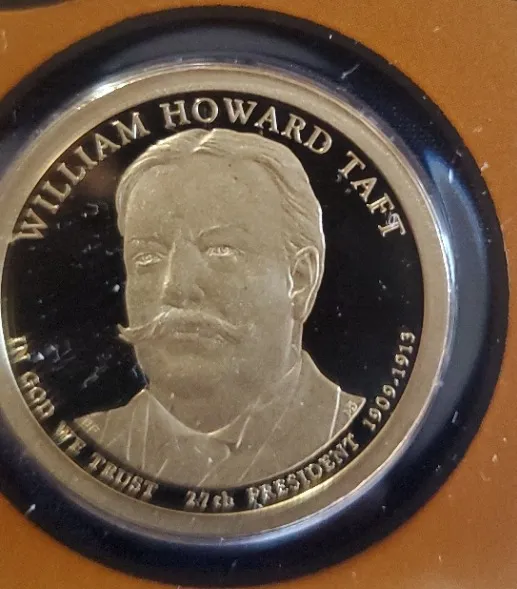 WILLIAM HOWARD TAFT
IN GOD WE TRUST 27th PRESIDENT 1909-1913